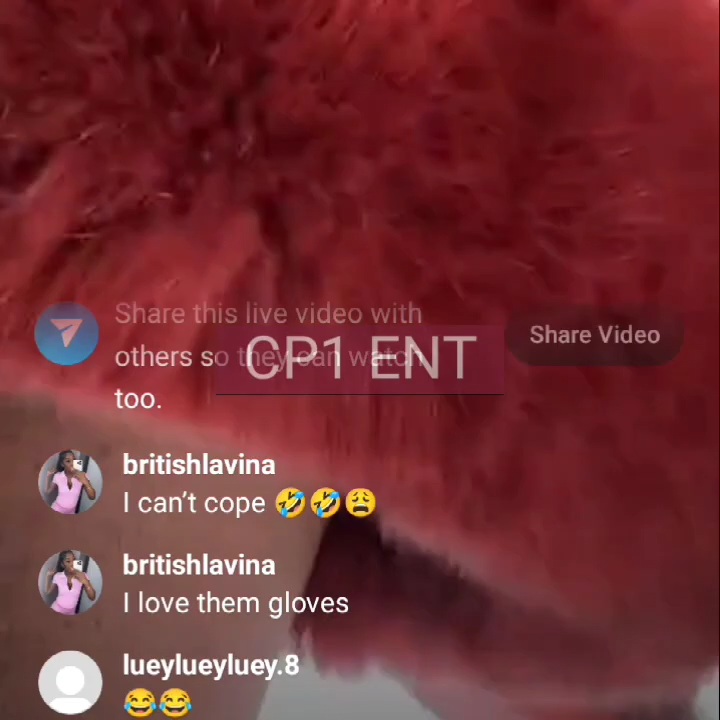 Share this live video with
others so they can watch
too.
Share Video
CP1 ENT
britishlavina
I can't cope 🤣🤣😩
britishlavina
I love them gloves
lueylueyluey.8
😂😂